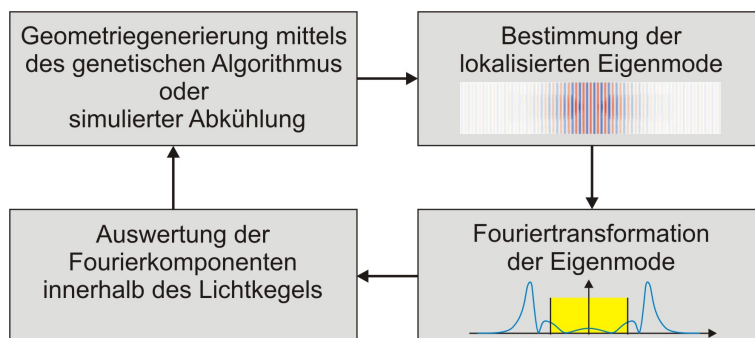 Geometriegenerierung mittels
des genetischen Algorithmus
oder
simulierter Abkühlung
Bestimmung der
lokalisierten Eigenmode
Fouriertransformation
der Eigenmode
Auswertung der
Fourierkomponenten
innerhalb des Lichtkegels